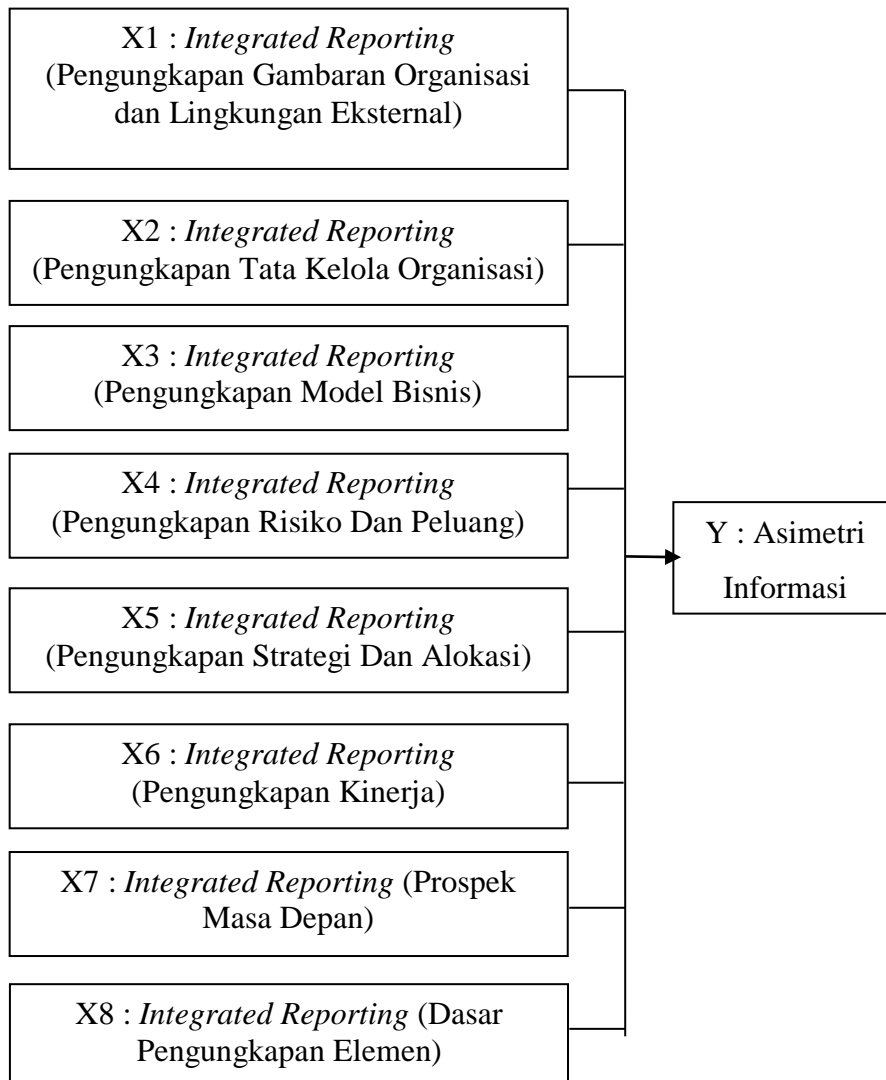 X1 : Integrated Reporting
(Pengungkapan Gambaran Organisasi
dan Lingkungan Eksternal)
X2 : Integrated Reporting
(Pengungkapan Tata Kelola Organisasi)
X3 : Integrated Reporting
(Pengungkapan Model Bisnis)
X4 : Integrated Reporting
(Pengungkapan Risiko Dan Peluang)
X5 : Integrated Reporting
(Pengungkapan Strategi Dan Alokasi)
X6 : Integrated Reporting
(Pengungkapan Kinerja)
X7 : Integrated Reporting (Prospek
Masa Depan)
X8 : Integrated Reporting (Dasar
Pengungkapan Elemen)
Y : Asimetri
Informasi